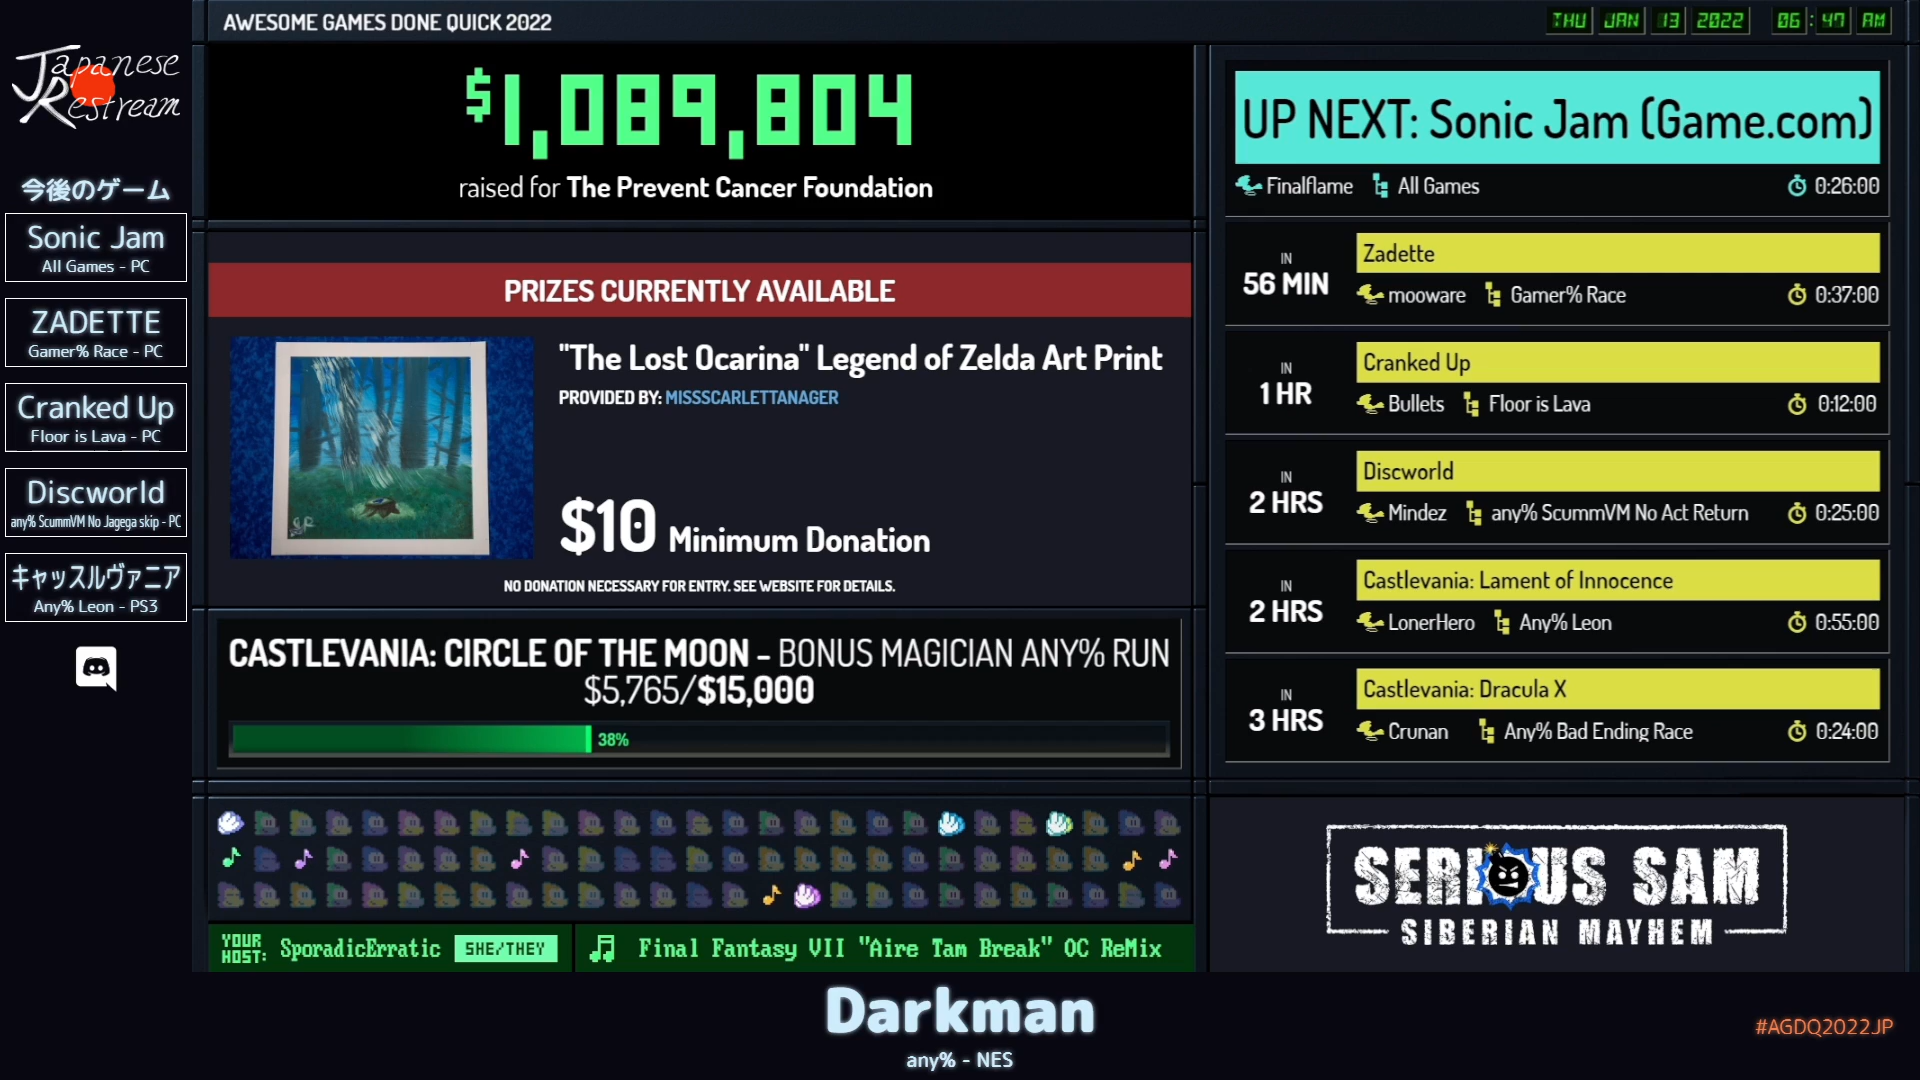 AWESOME GAMES DONE QUICK 2022
THU JAN 13 2022 06:47 AM
Japanese Restream
今後のゲーム
Sonic Jam
All Games - PC
ZADETTE
Gamer% Race - PC
Cranked Up
Floor is Lava - PC
Discworld
any% ScummVM No Jagega skip - PC
キャッスルヴァニア
Any% Leon - PS3
$1,089,804
raised for The Prevent Cancer Foundation
PRIZES CURRENTLY AVAILABLE
"The Lost Ocarina" Legend of Zelda Art Print
PROVIDED BY: MISSSCARLETTANAGER
$10 Minimum Donation
NO DONATION NECESSARY FOR ENTRY. SEE WEBSITE FOR DETAILS.
CASTLEVANIA: CIRCLE OF THE MOON - BONUS MAGICIAN ANY% RUN
$5,765/$15,000
38%
YOUR HOST: SporadicErratic SHE/THEY
Final Fantasy VII "Aire Tam Break" OC ReMix
UP NEXT: Sonic Jam (Game.com)
Finalflame All Games 0:26:00
IN 56 MIN
Zadette
mooware Gamer% Race 0:37:00
IN 1 HR
Cranked Up
Bullets Floor is Lava 0:12:00
IN 2 HRS
Discworld
Mindez any% ScummVM No Act Return 0:25:00
IN 2 HRS
Castlevania: Lament of Innocence
LonerHero Any% Leon 0:55:00
IN 3 HRS
Castlevania: Dracula X
Crunan Any% Bad Ending Race 0:24:00
SERIOUS SAM
SIBERIAN MAYHEM
Darkman
any% - NES
#AGDQ2022JP